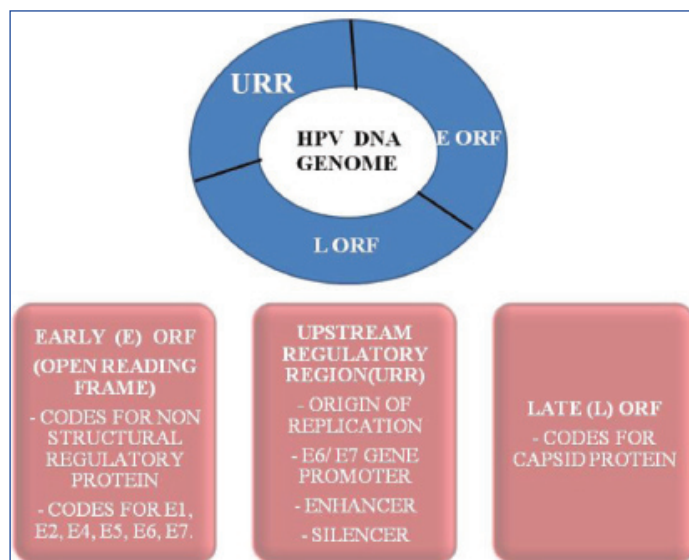 URR
HPV DNA
GENOME
E ORF
L ORF
EARLY (E) ORF
(OPEN READING
FRAME)
- CODES FOR NON
STRUCTURAL
REGULATORY
PROTEIN
- CODES FOR E1,
E2, E4, E5, E6, E7.
UPSTREAM
REGULATORY
REGION(URR)
- ORIGIN OF
REPLICATION
- E6/ E7 GENE
PROMOTER
- ENHANCER
- SILENCER
LATE (L) ORF
- CODES FOR
CAPSID PROTEIN